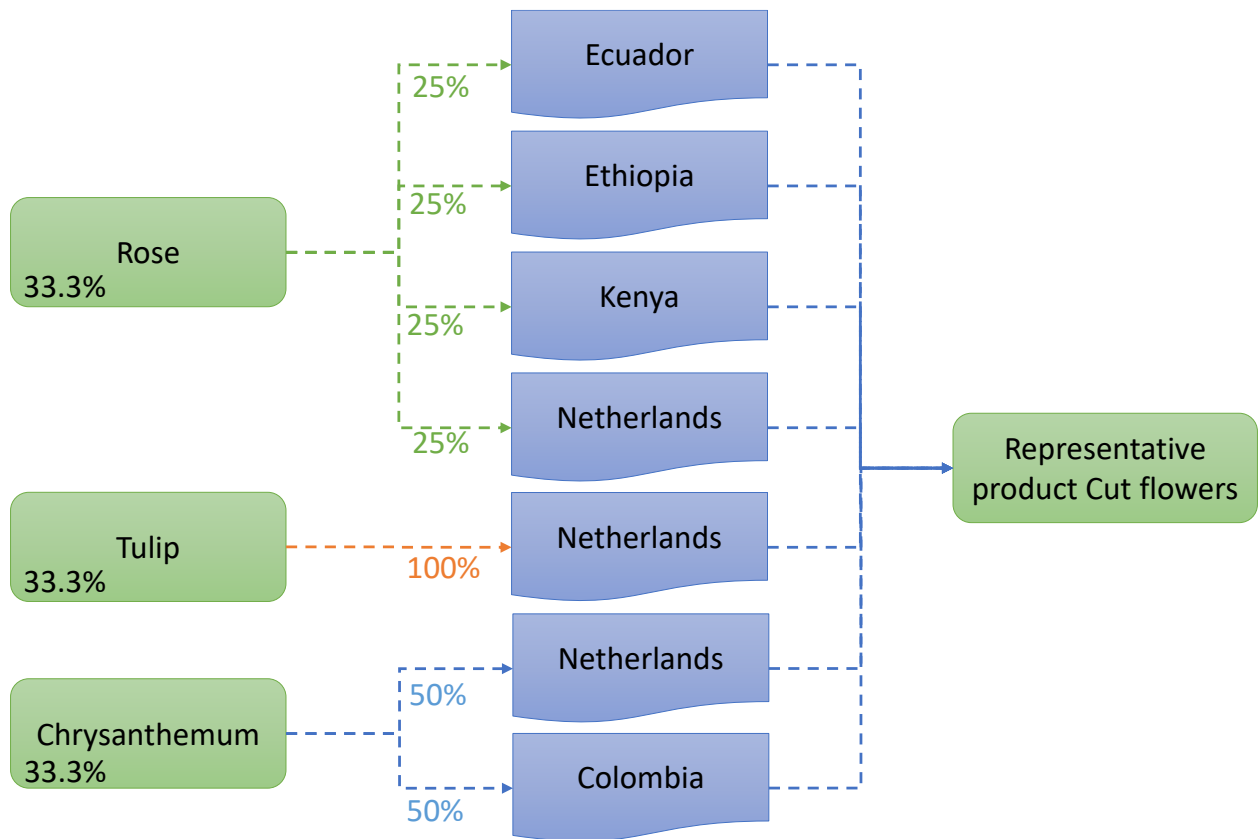 Ecuador
25%
Ethiopia
25%
Rose
33.3%
Kenya
25%
Netherlands
25%
Representative
product Cut flowers
Tulip
33.3%
Netherlands
100%
Netherlands
50%
Chrysanthemum
33.3%
Colombia
50%